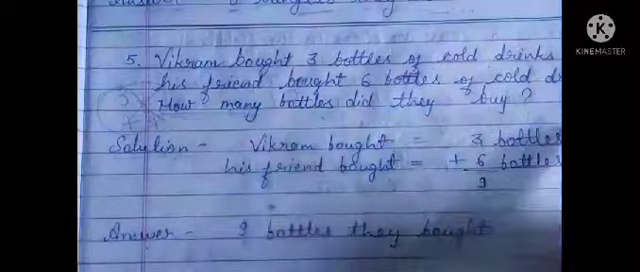 5. Vikram bought 3 bottles of cold drinks
his friend bought 6 bottles of cold d
How many bottles did they buy?
Solution - Vikram bought = 3 bottles
his friend bought = + 6 bottles
9
Answer - 9 bottles they bought
KINEMASTER